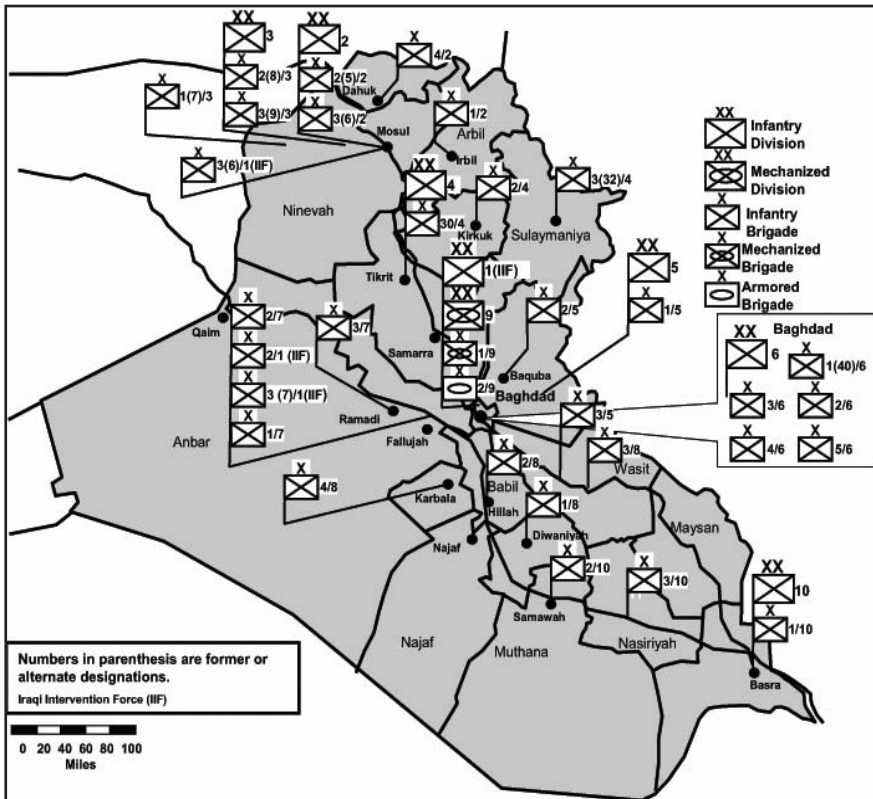 XX
3
XX
2
X
4/2
X
2(8)/3
X
2(5)/2
X
1(7)/3
Dahuk
X
3(9)/3
X
3(6)/2
X
1/2
Mosul
Arbil
Irbil
X
3(6)/1(IIF)
XX
4
X
2/4
X
3(32)/4
Ninevah
X
30/4
Kirkuk
Sulaymaniya
XX
Infantry
Division
XX
Mechanized
Division
X
Infantry
Brigade
X
Mechanized
Brigade
X
Armored
Brigade
Tikrit
XX
1(IIF)
XX
5
Qaim
X
2/7
X
3/7
XX
9
X
2/5
X
1/5
X
2/1 (IIF)
Samarra
X
1/9
X
3 (7)/1(IIF)
X
2/9
Baquba
Baghdad
XX
Baghdad
6
X
1(40)/6
X
3/6
X
2/6
X
4/6
X
5/6
Ramadi
X
3/5
X
1/7
Anbar
Fallujah
X
2/8
X
3/8
Wasit
X
4/8
Karbala
Babil
Hillah
X
1/8
Maysan
Najaf
Diwaniyah
X
2/10
X
3/10
XX
10
Samawah
X
1/10
Najaf
Muthana
Nasiriyah
Basra
Numbers in parenthesis are former or
alternate designations.
Iraqi Intervention Force (IIF)
0 20 40 60 80 100
Miles